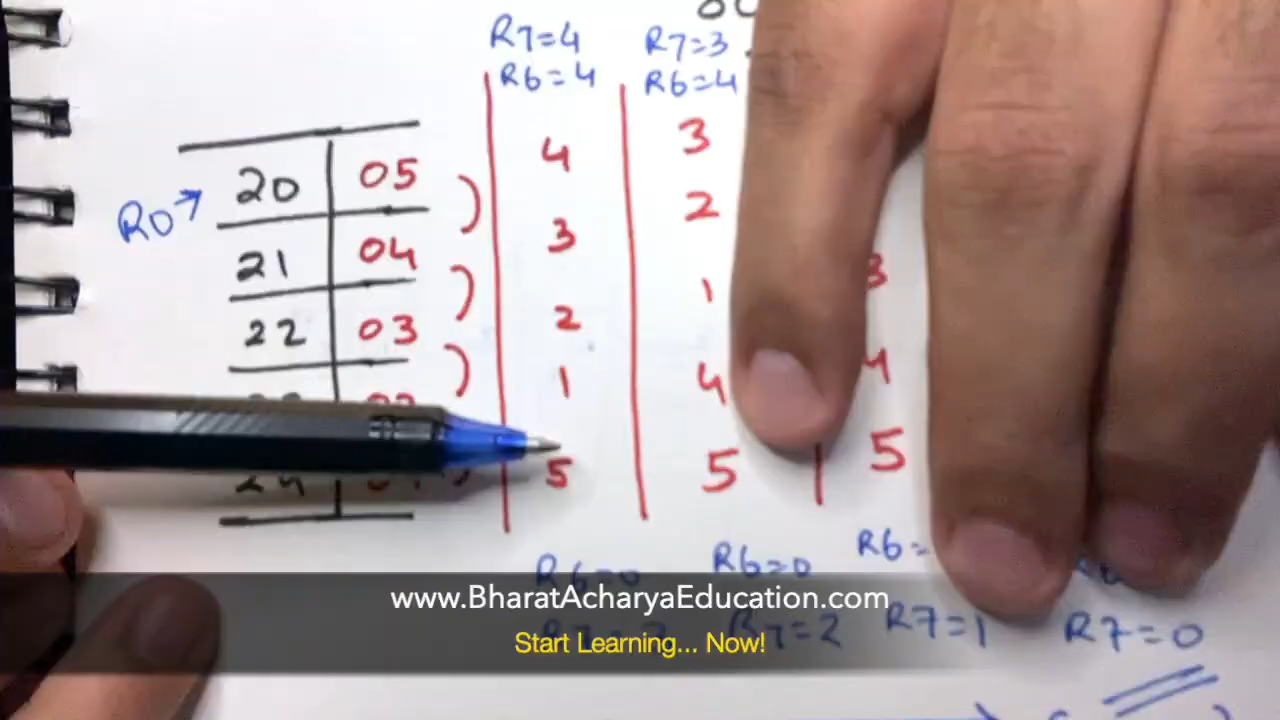 R7=4 R7=3
R6=4 R6=4
R0→ 20 05 4 3
21 04 3 2
22 03 2 1 3
1 4 4
5 5 5
R6=0 R6=0 R6=
R7=2 R7=1 R7=0
www.BharatAcharyaEducation.com
Start Learning... Now!